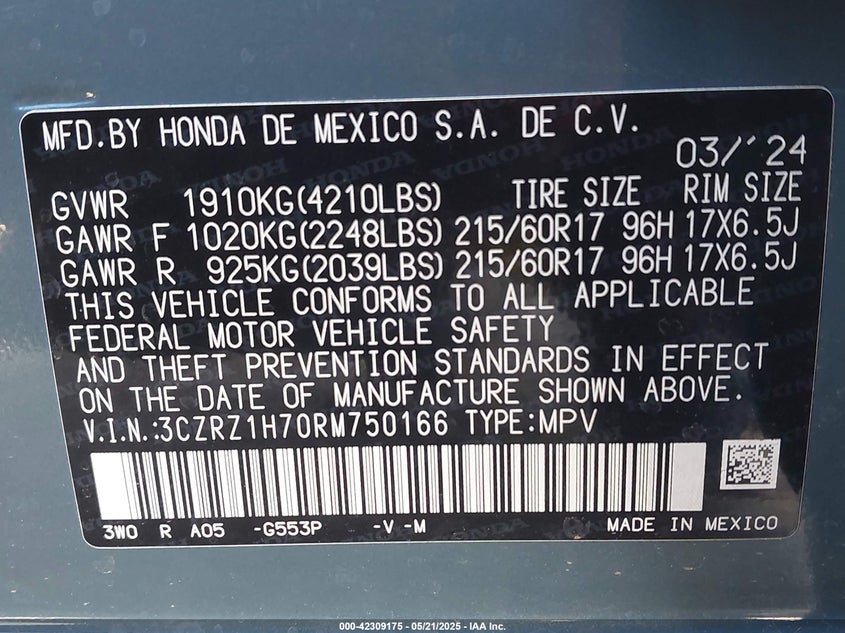 MFD.BY HONDA DE MEXICO S.A. DE C.V.
03/'24
GVWR 1910KG(4210LBS) TIRE SIZE RIM SIZE
GAWR F 1020KG(2248LBS) 215/60R17 96H 17X6.5J
GAWR R 925KG(2039LBS) 215/60R17 96H 17X6.5J
THIS VEHICLE CONFORMS TO ALL APPLICABLE
FEDERAL MOTOR VEHICLE SAFETY
AND THEFT PREVENTION STANDARDS IN EFFECT
ON THE DATE OF MANUFACTURE SHOWN ABOVE.
V.I.N.:3CZRZ1H70RM750166 TYPE:MPV
3W0 R A05 -G553P -V -M MADE IN MEXICO
000-42309175 - 05/21/2025 - IAA Inc.